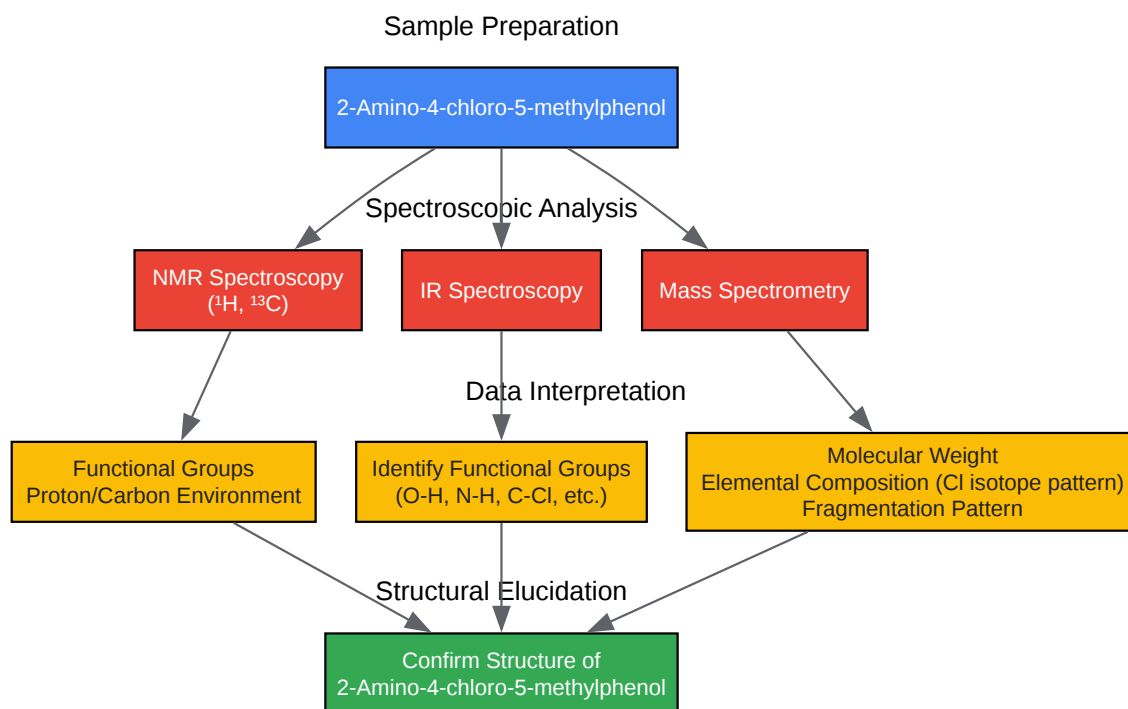 Sample Preparation
2-Amino-4-chloro-5-methylphenol
Spectroscopic Analysis
NMR Spectroscopy
(¹H, ¹³C)
IR Spectroscopy
Mass Spectrometry
Data Interpretation
Functional Groups
Proton/Carbon Environment
Identify Functional Groups
(O-H, N-H, C-Cl, etc.)
Molecular Weight
Elemental Composition (Cl isotope pattern)
Fragmentation Pattern
Structural Elucidation
Confirm Structure of
2-Amino-4-chloro-5-methylphenol